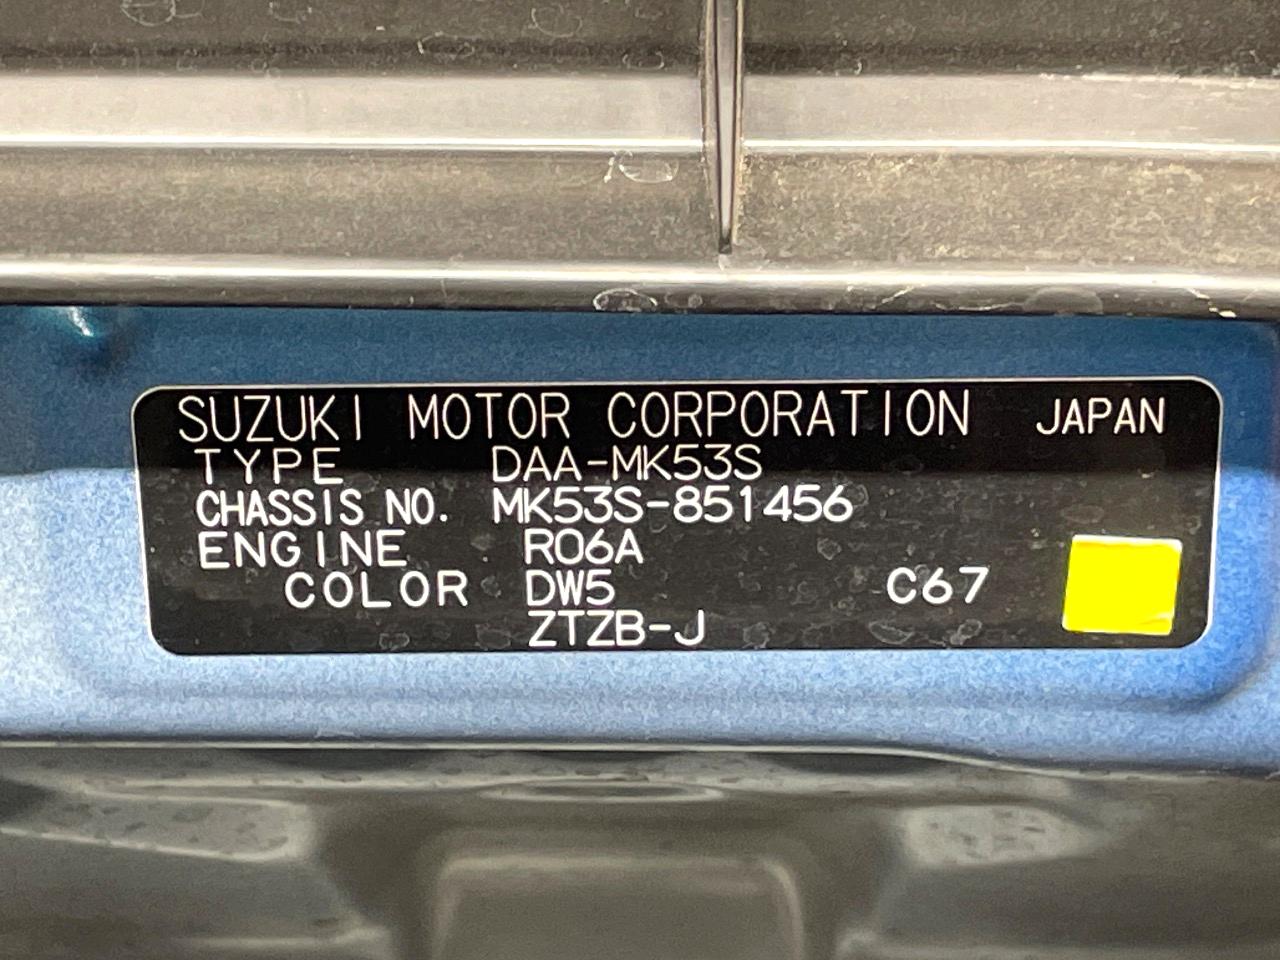 SUZUKI MOTOR CORPORATION JAPAN
TYPE DAA-MK53S
CHASSIS NO. MK53S-851456
ENGINE R06A
COLOR DW5 C67
ZTZB-J